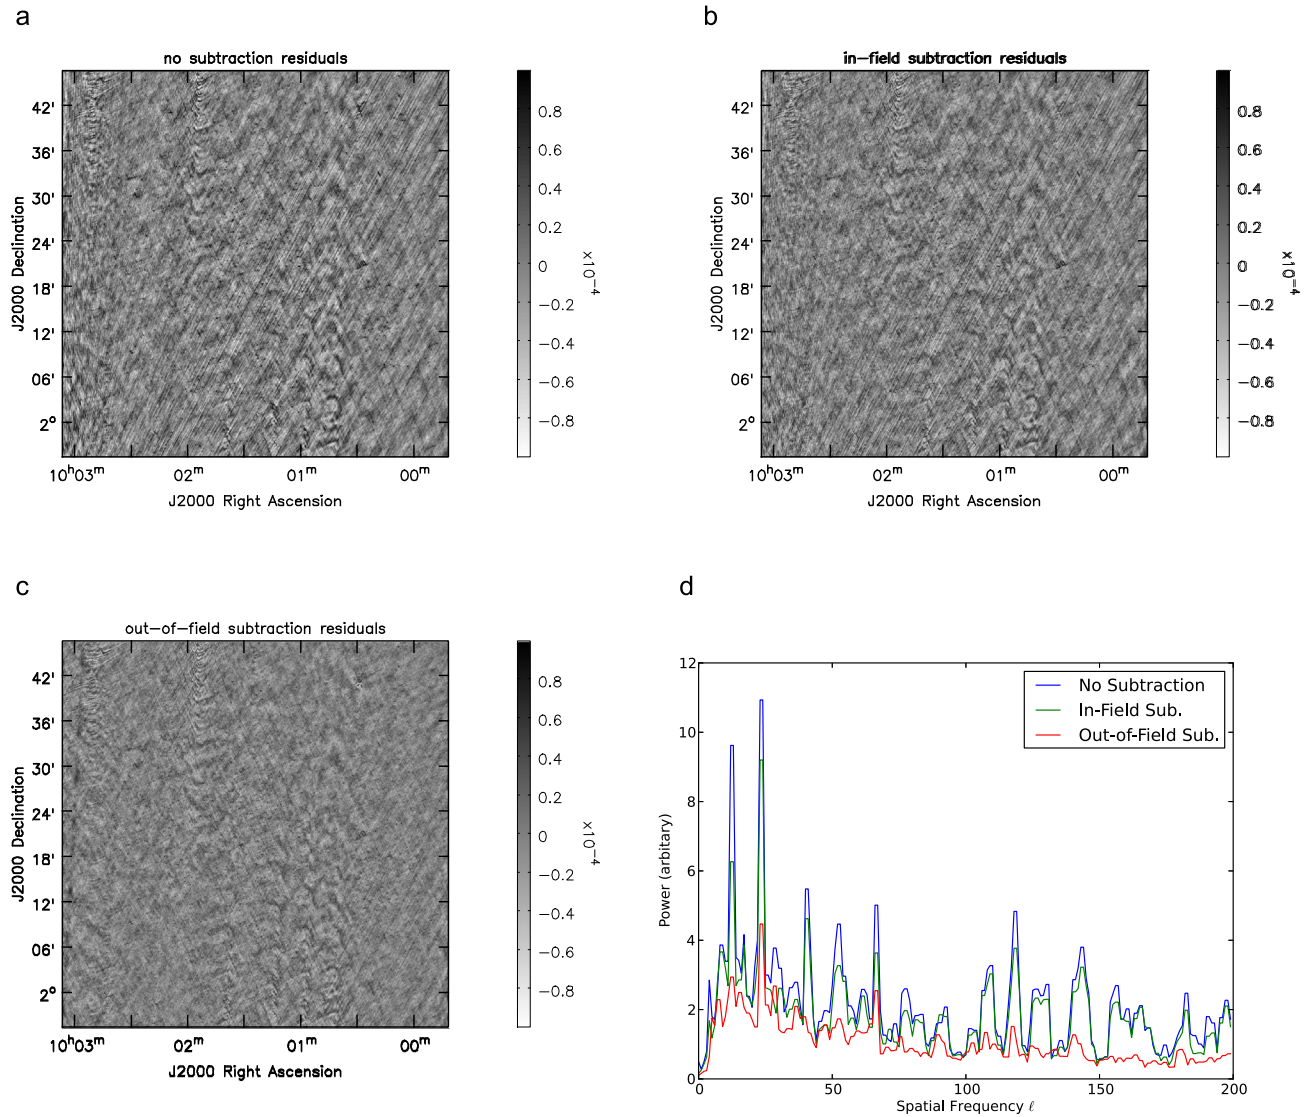 a
no subtraction residuals
42'
36'
30'
24'
18'
12'
06'
2°
J2000 Declination
10ʰ03ᵐ 02ᵐ 01ᵐ 00ᵐ
J2000 Right Ascension
0.8
0.6
0.4
0.2
0
−0.2
−0.4
−0.6
−0.8
×10⁻⁴
b
in−field subtraction residuals
42'
36'
30'
24'
18'
12'
06'
2°
J2000 Declination
10ʰ03ᵐ 02ᵐ 01ᵐ 00ᵐ
J2000 Right Ascension
0.8
0.6
0.4
0.2
0
−0.2
−0.4
−0.6
−0.8
×10⁻⁴
c
out−of−field subtraction residuals
42'
36'
30'
24'
18'
12'
06'
2°
J2000 Declination
10ʰ03ᵐ 02ᵐ 01ᵐ 00ᵐ
J2000 Right Ascension
0.8
0.6
0.4
0.2
0
−0.2
−0.4
−0.6
−0.8
×10⁻⁴
d
12
10
8
6
4
2
0
Power (arbitary)
No Subtraction
In-Field Sub.
Out-of-Field Sub.
0 50 100 150 200
Spatial Frequency ℓ